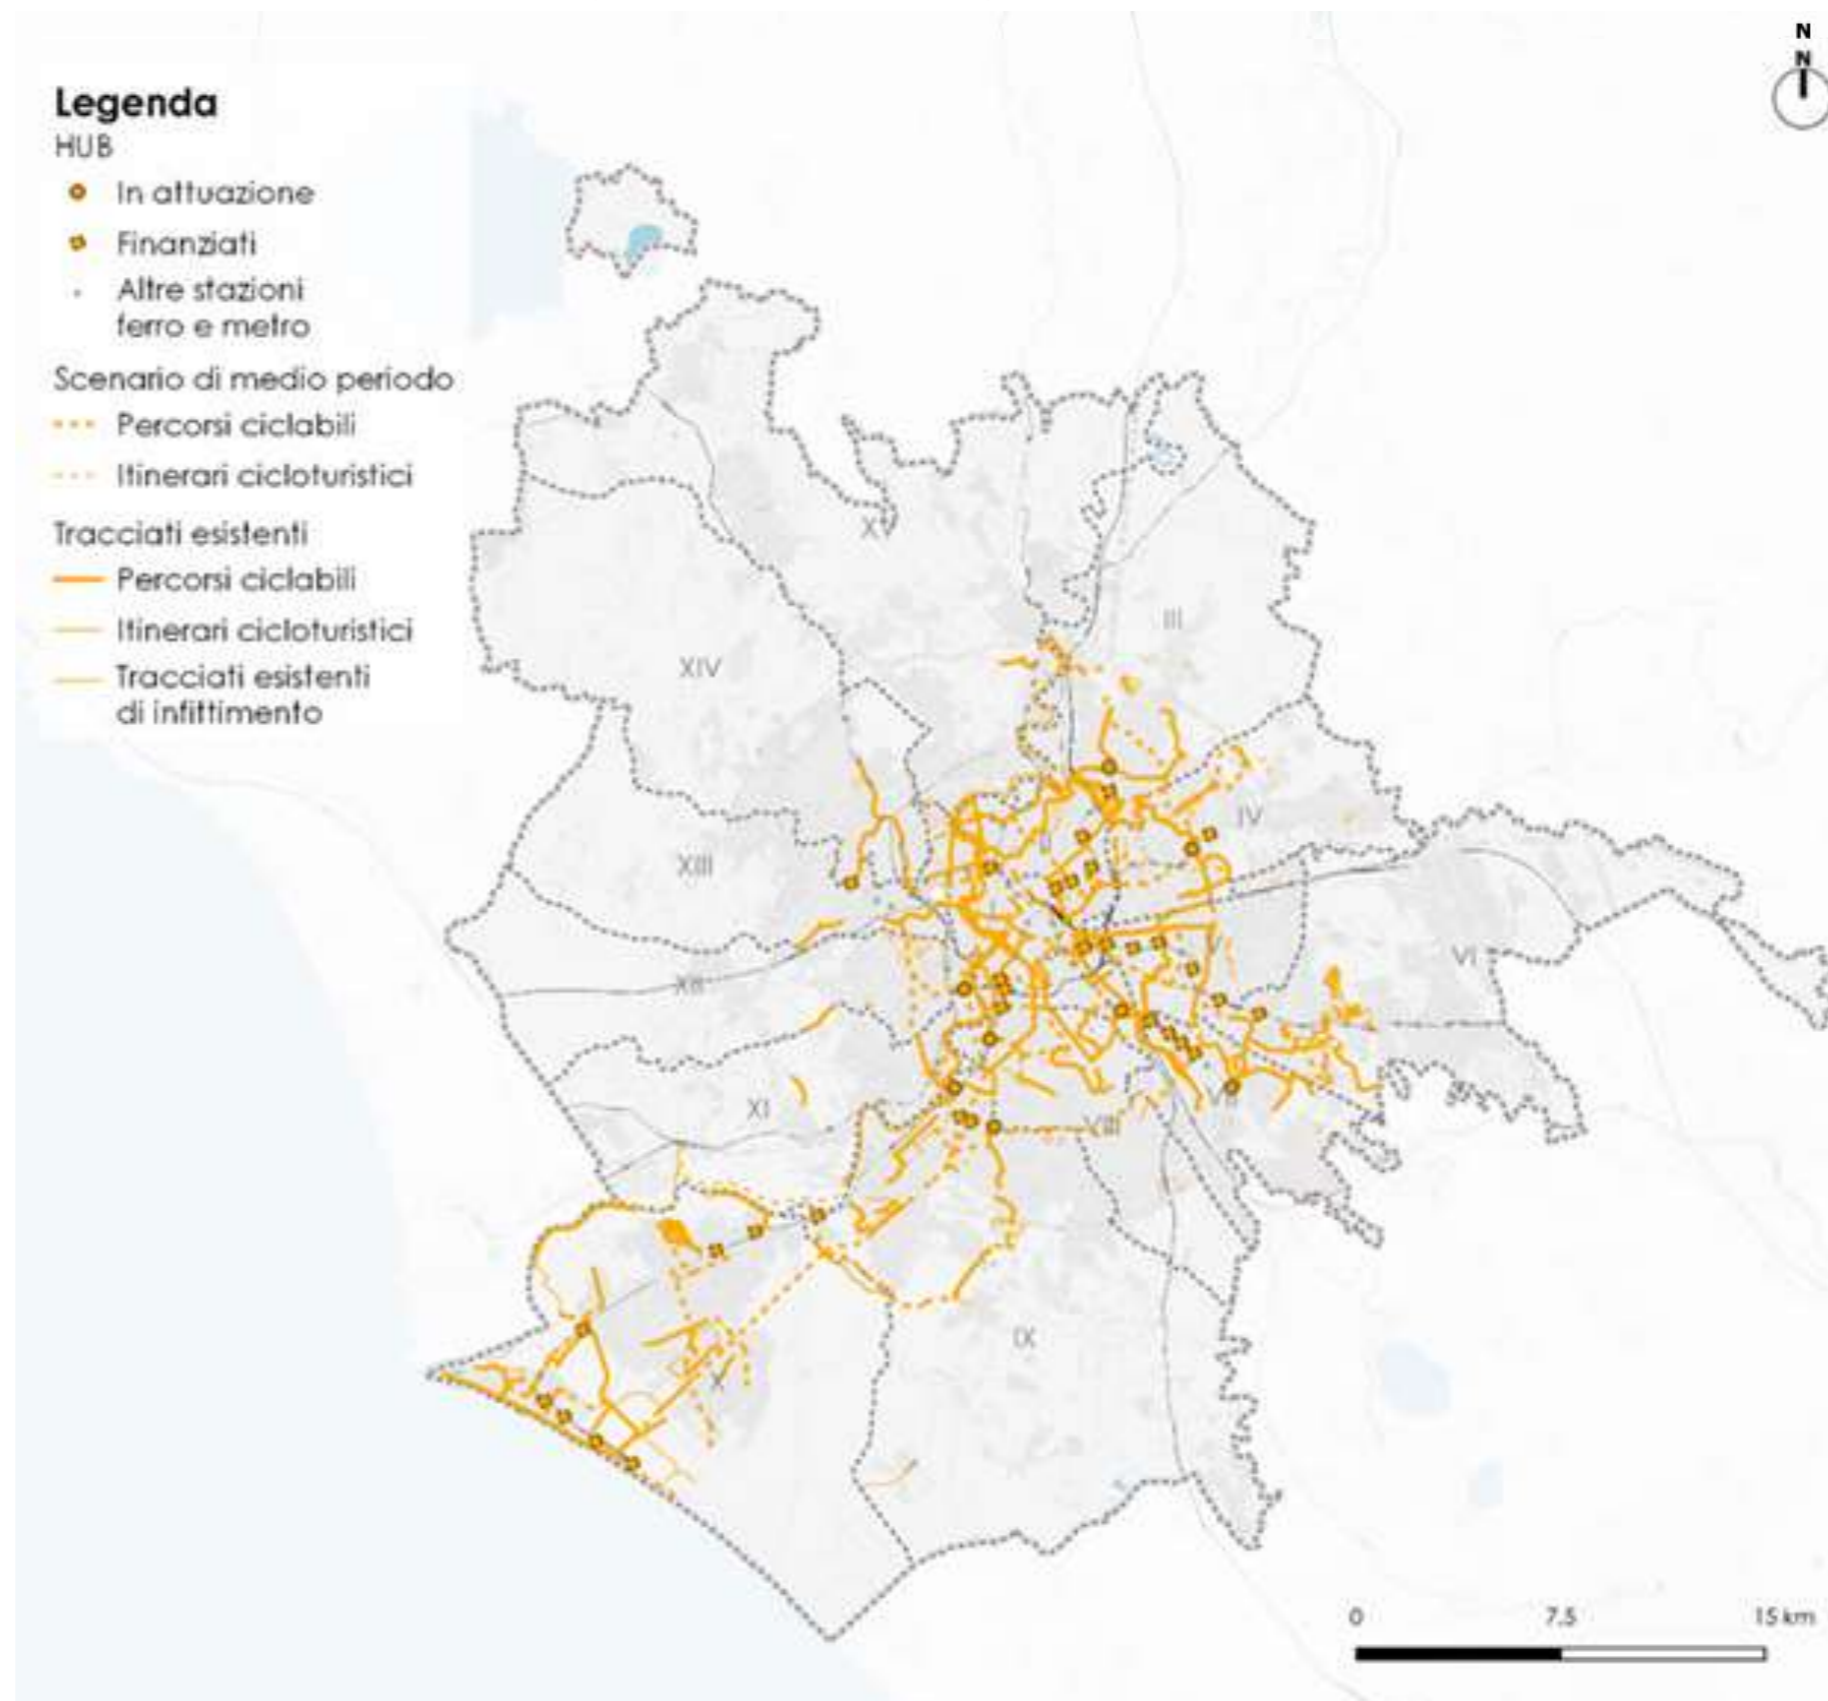 N
N
Legenda
HUB
In attuazione
Finanziati
Altre stazioni
ferro e metro
Scenario di medio periodo
Percorsi ciclabili
Itinerari cicloturistici
Tracciati esistenti
Percorsi ciclabili
Itinerari cicloturistici
Tracciati esistenti
di infittimento
XV
III
XIV
IV
II
XIII
V
VI
XII
XI
VII
VIII
IX
X
0 7,5 15 km